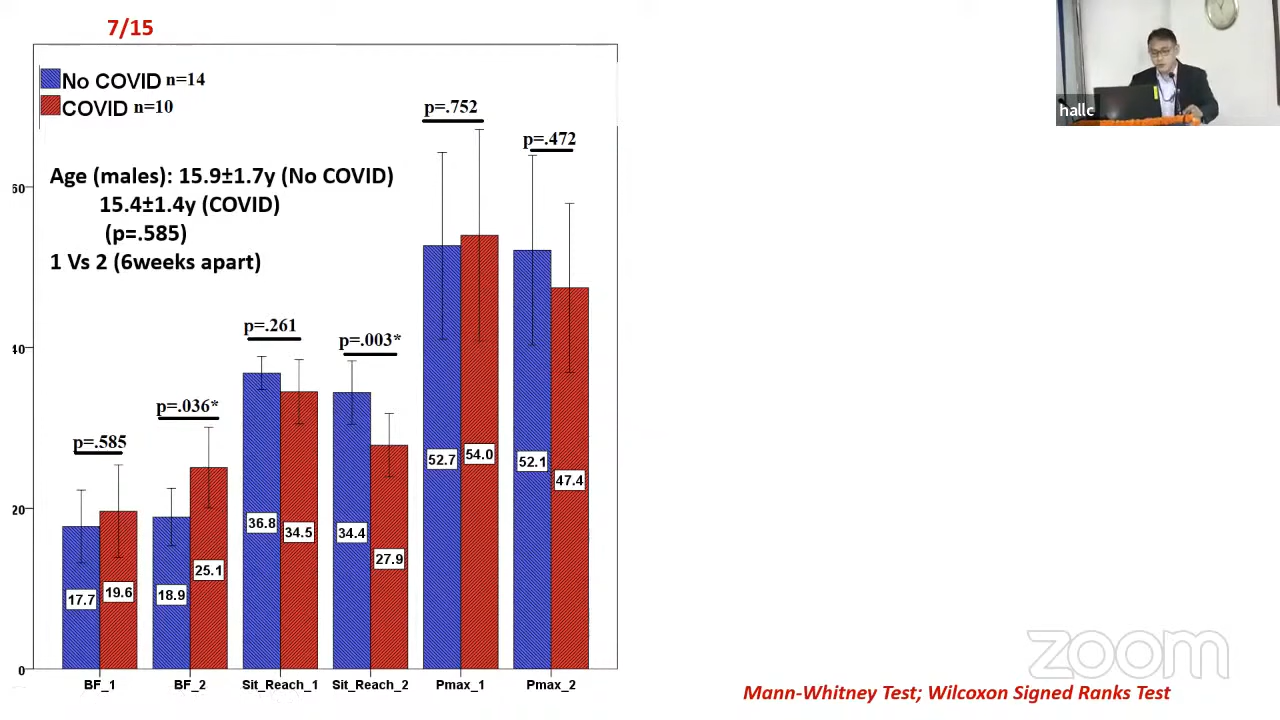 7/15
No COVID n=14
COVID n=10
Age (males): 15.9±1.7y (No COVID)
15.4±1.4y (COVID)
(p=.585)
1 Vs 2 (6weeks apart)
p=.752
p=.472
p=.261
p=.003*
p=.036*
p=.585
60
40
20
0
17.7
19.6
18.9
25.1
36.8
34.5
34.4
27.9
52.7
54.0
52.1
47.4
BF_1
BF_2
Sit_Reach_1
Sit_Reach_2
Pmax_1
Pmax_2
hallc
zoom
Mann-Whitney Test; Wilcoxon Signed Ranks Test